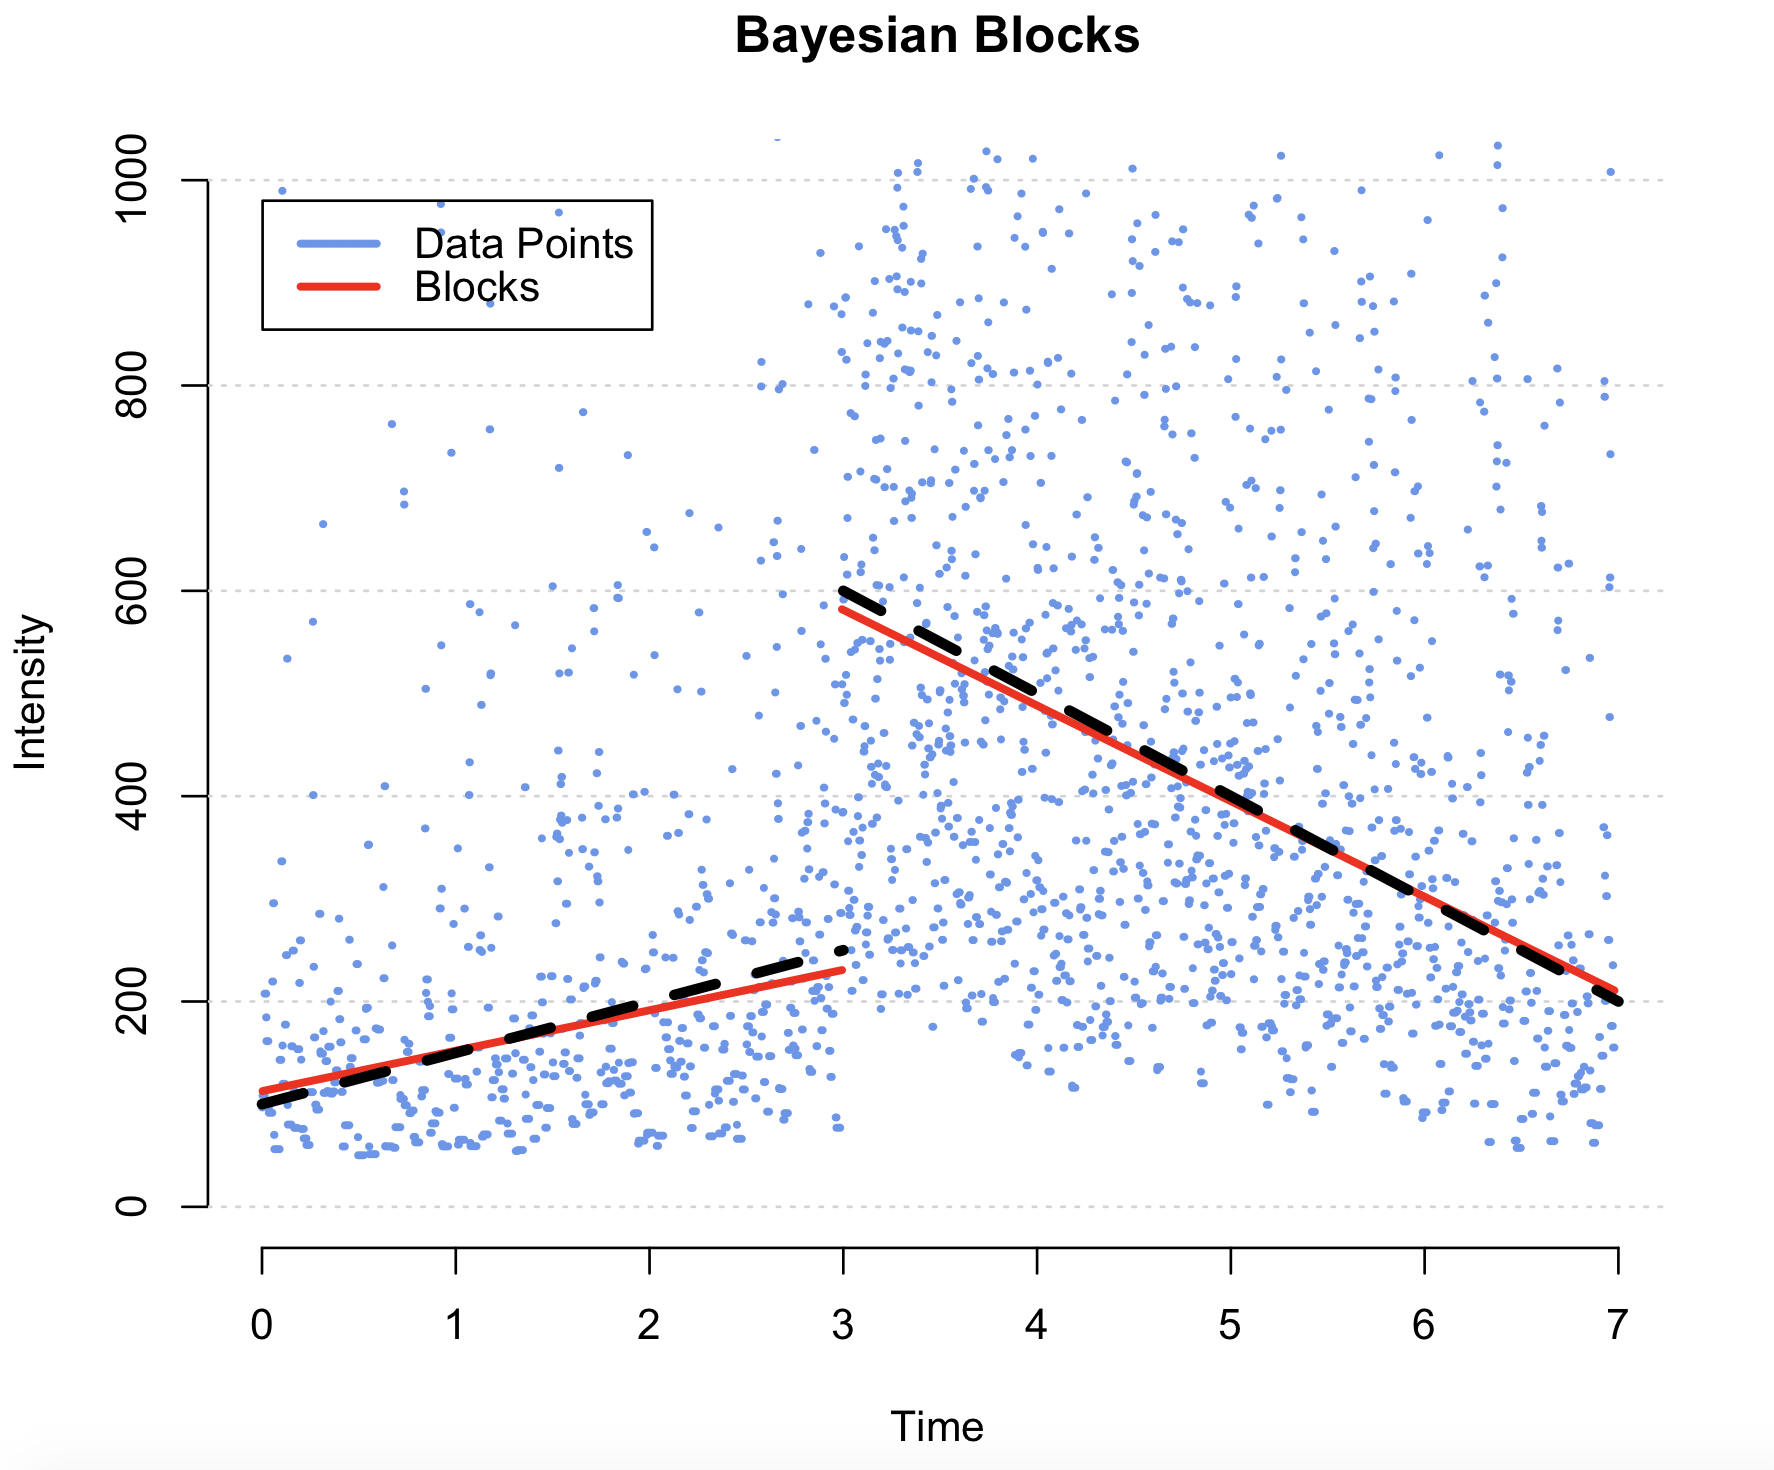 Bayesian Blocks
Data Points
Blocks
Intensity
1000
800
600
400
200
0
0 1 2 3 4 5 6 7
Time